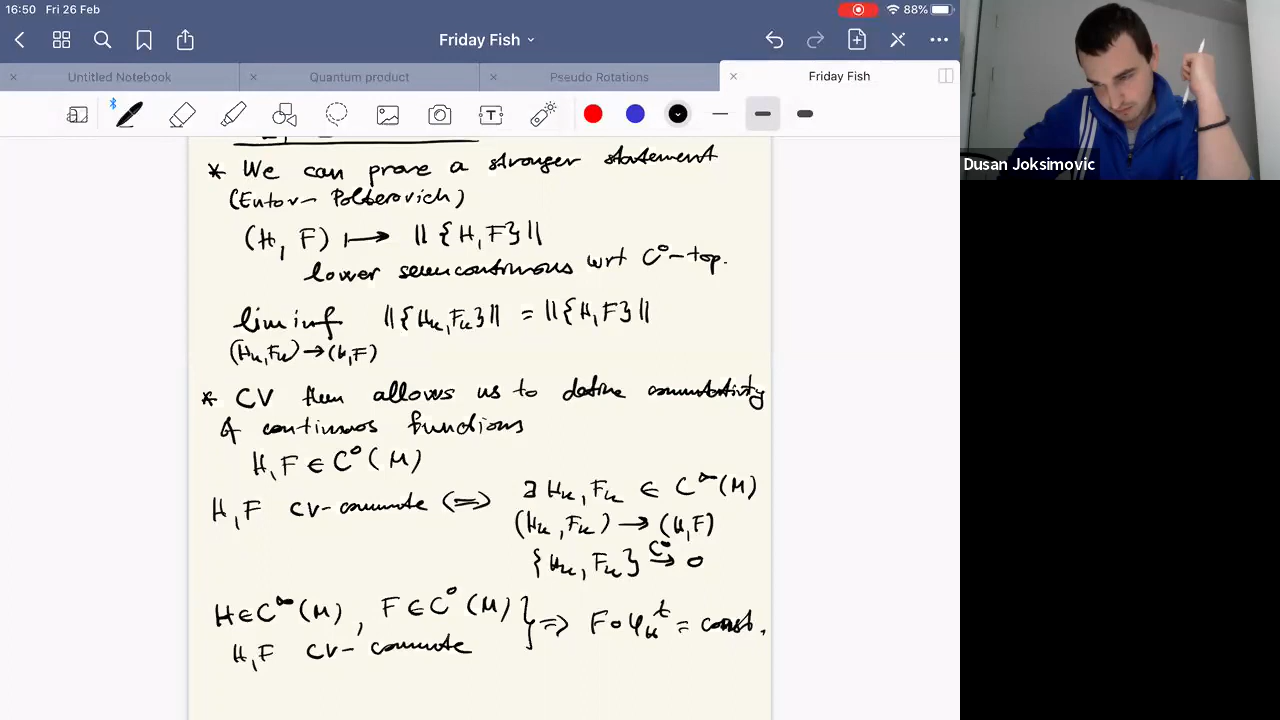 16:50 Fri 26 Feb
88%
Friday Fish
Untitled Notebook
Quantum product
Pseudo Rotations
Friday Fish
Dusan Joksimovic
* We can prove a stronger statement
(Entov - Polterovich)
(H, F) ↦ ||{H, F}||
lower semicontinuous wrt C⁰-top.
liminf ||{Hₖ, Fₖ}|| = ||{H, F}||
(Hₖ, Fₖ) → (H, F)
* CV then allows us to define commutativity
of continuous functions
H, F ∈ C⁰(M)
H, F CV-commute ⟺ ∃ Hₖ, Fₖ ∈ C^∞(M)
(Hₖ, Fₖ) → (H, F)
{Hₖ, Fₖ} →^{C⁰} 0
H ∈ C^∞(M), F ∈ C⁰(M) } ⟹ F∘φ_H^t = const.
H, F CV-commute